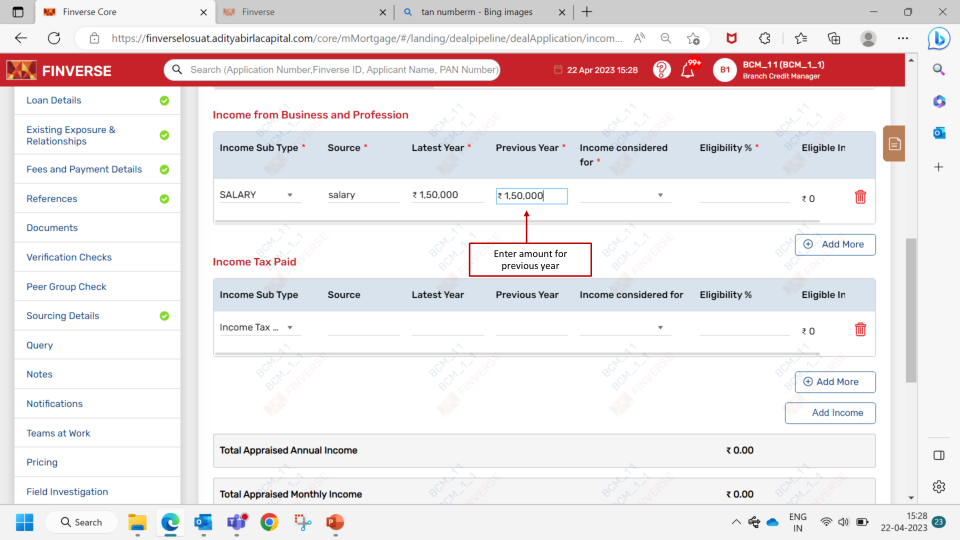 Finverse Core
Finverse
tan numberm - Bing images
https://finverselosuat.adityabirlacapital.com/core/mMortgage/#/landing/dealpipeline/dealApplication/incom...
FINVERSE
Search (Application Number,Finverse ID, Applicant Name, PAN Number)
22 Apr 2023 15:28
99+
B1
BCM_11 (BCM_1_1)
Branch Credit Manager
Loan Details
Existing Exposure &
Relationships
Fees and Payment Details
References
Documents
Verification Checks
Peer Group Check
Sourcing Details
Query
Notes
Notifications
Teams at Work
Pricing
Field Investigation
Income from Business and Profession
Income Sub Type * Source * Latest Year * Previous Year * Income considered for * Eligibility % * Eligible In
SALARY salary ₹ 1,50,000 ₹ 1,50,000 ₹ 0
Add More
Enter amount for
previous year
Income Tax Paid
Income Sub Type Source Latest Year Previous Year Income considered for Eligibility % Eligible In
Income Tax ... ₹ 0
Add More
Add Income
Total Appraised Annual Income ₹ 0.00
Total Appraised Monthly Income ₹ 0.00
BCM_11
BCM_1_1
FINVERSE
Search
ENG
IN
15:28
22-04-2023
23